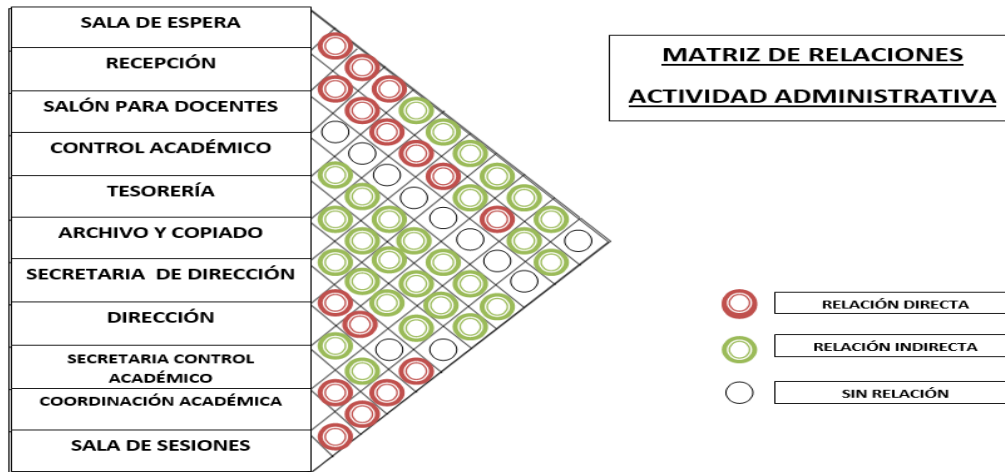 SALA DE ESPERA
RECEPCIÓN
SALÓN PARA DOCENTES
CONTROL ACADÉMICO
TESORERÍA
ARCHIVO Y COPIADO
SECRETARIA DE DIRECCIÓN
DIRECCIÓN
SECRETARIA CONTROL
ACADÉMICO
COORDINACIÓN ACADÉMICA
SALA DE SESIONES
MATRIZ DE RELACIONES
ACTIVIDAD ADMINISTRATIVA
RELACIÓN DIRECTA
RELACIÓN INDIRECTA
SIN RELACIÓN